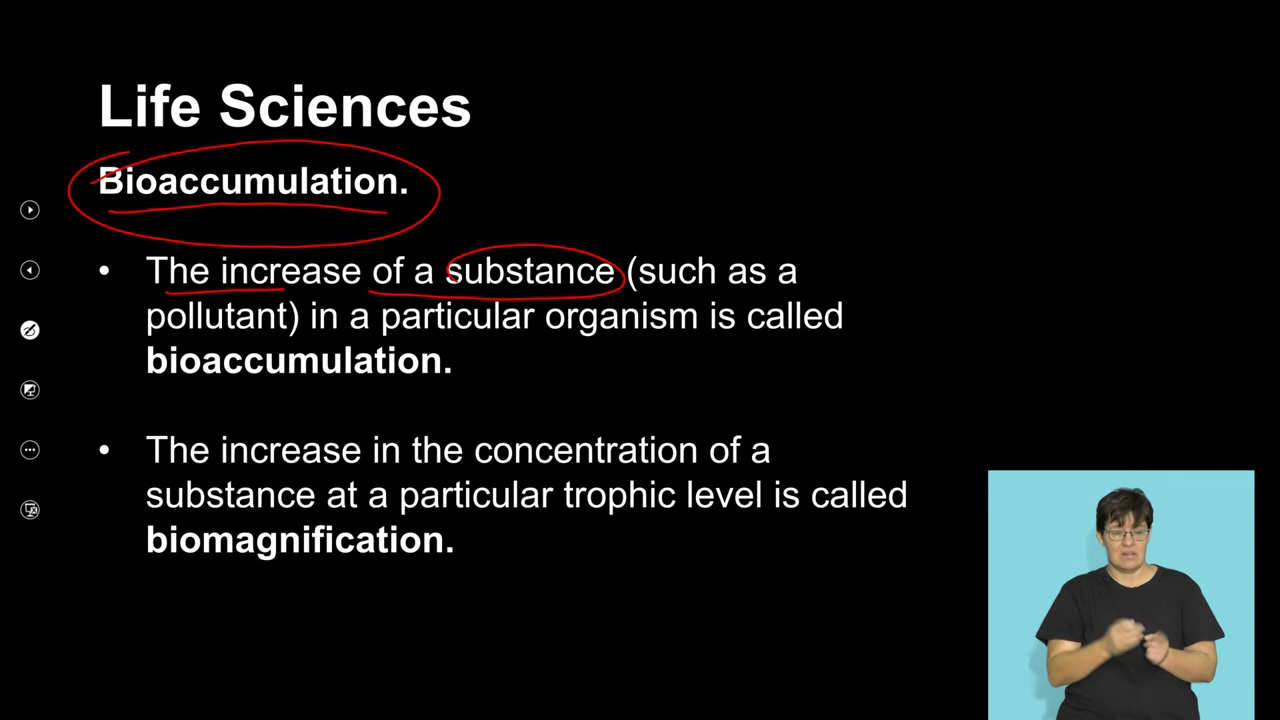 Life Sciences
Bioaccumulation.
• The increase of a substance (such as a
pollutant) in a particular organism is called
bioaccumulation.
• The increase in the concentration of a
substance at a particular trophic level is called
biomagnification.